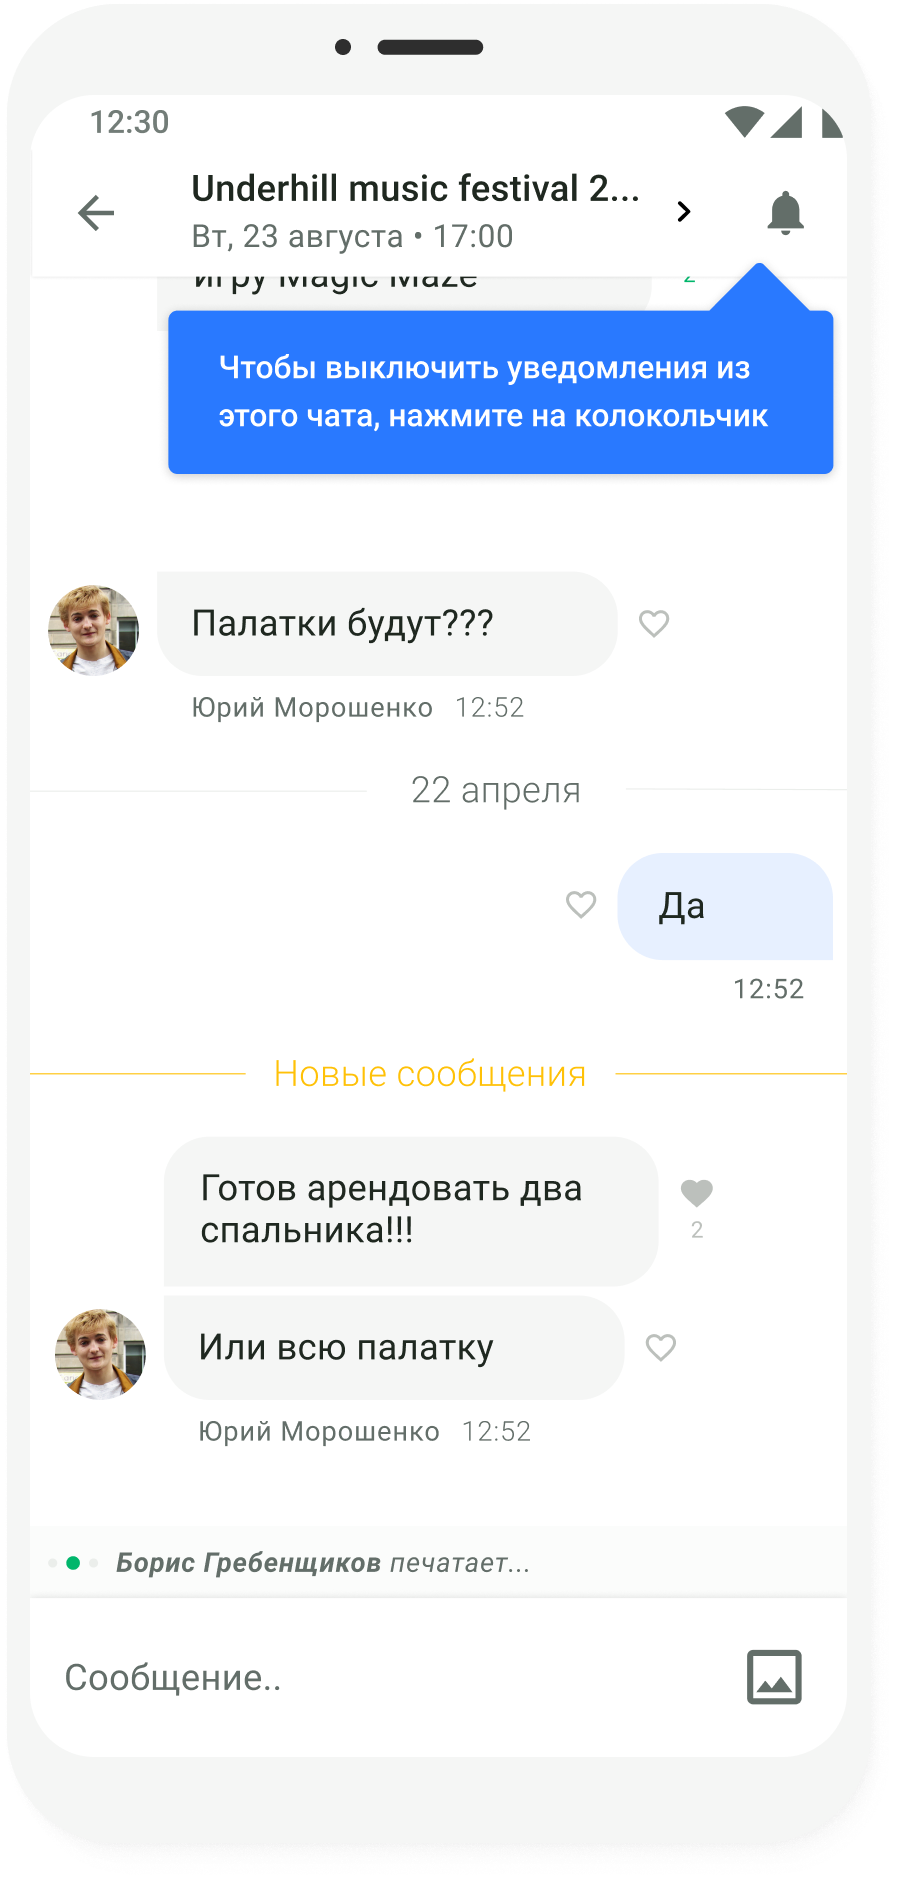 12:30
Underhill music festival 2...
Вт, 23 августа • 17:00
игру Magic Maze
2
Чтобы выключить уведомления из
этого чата, нажмите на колокольчик
Палатки будут???
Юрий Морошенко 12:52
22 апреля
Да
12:52
Новые сообщения
Готов арендовать два
спальника!!!
2
Или всю палатку
Юрий Морошенко 12:52
Борис Гребенщиков печатает...
Сообщение..